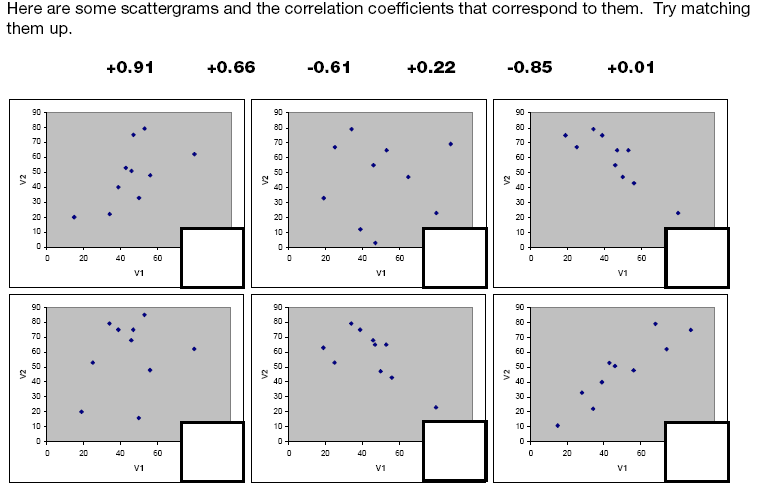 Here are some scattergrams and the correlation coefficients that correspond to them.  Try matching
them up.
+0.91 +0.66 -0.61 +0.22 -0.85 +0.01
90
80
70
60
50
40
30
20
10
0
V2
0 20 40 60
V1
90
80
70
60
50
40
30
20
10
0
V2
0 20 40 60
V1
90
80
70
60
50
40
30
20
10
0
V2
0 20 40 60
V1
90
80
70
60
50
40
30
20
10
0
V2
0 20 40 60
V1
90
80
70
60
50
40
30
20
10
0
V2
0 20 40 60
V1
90
80
70
60
50
40
30
20
10
0
V2
0 20 40 60
V1